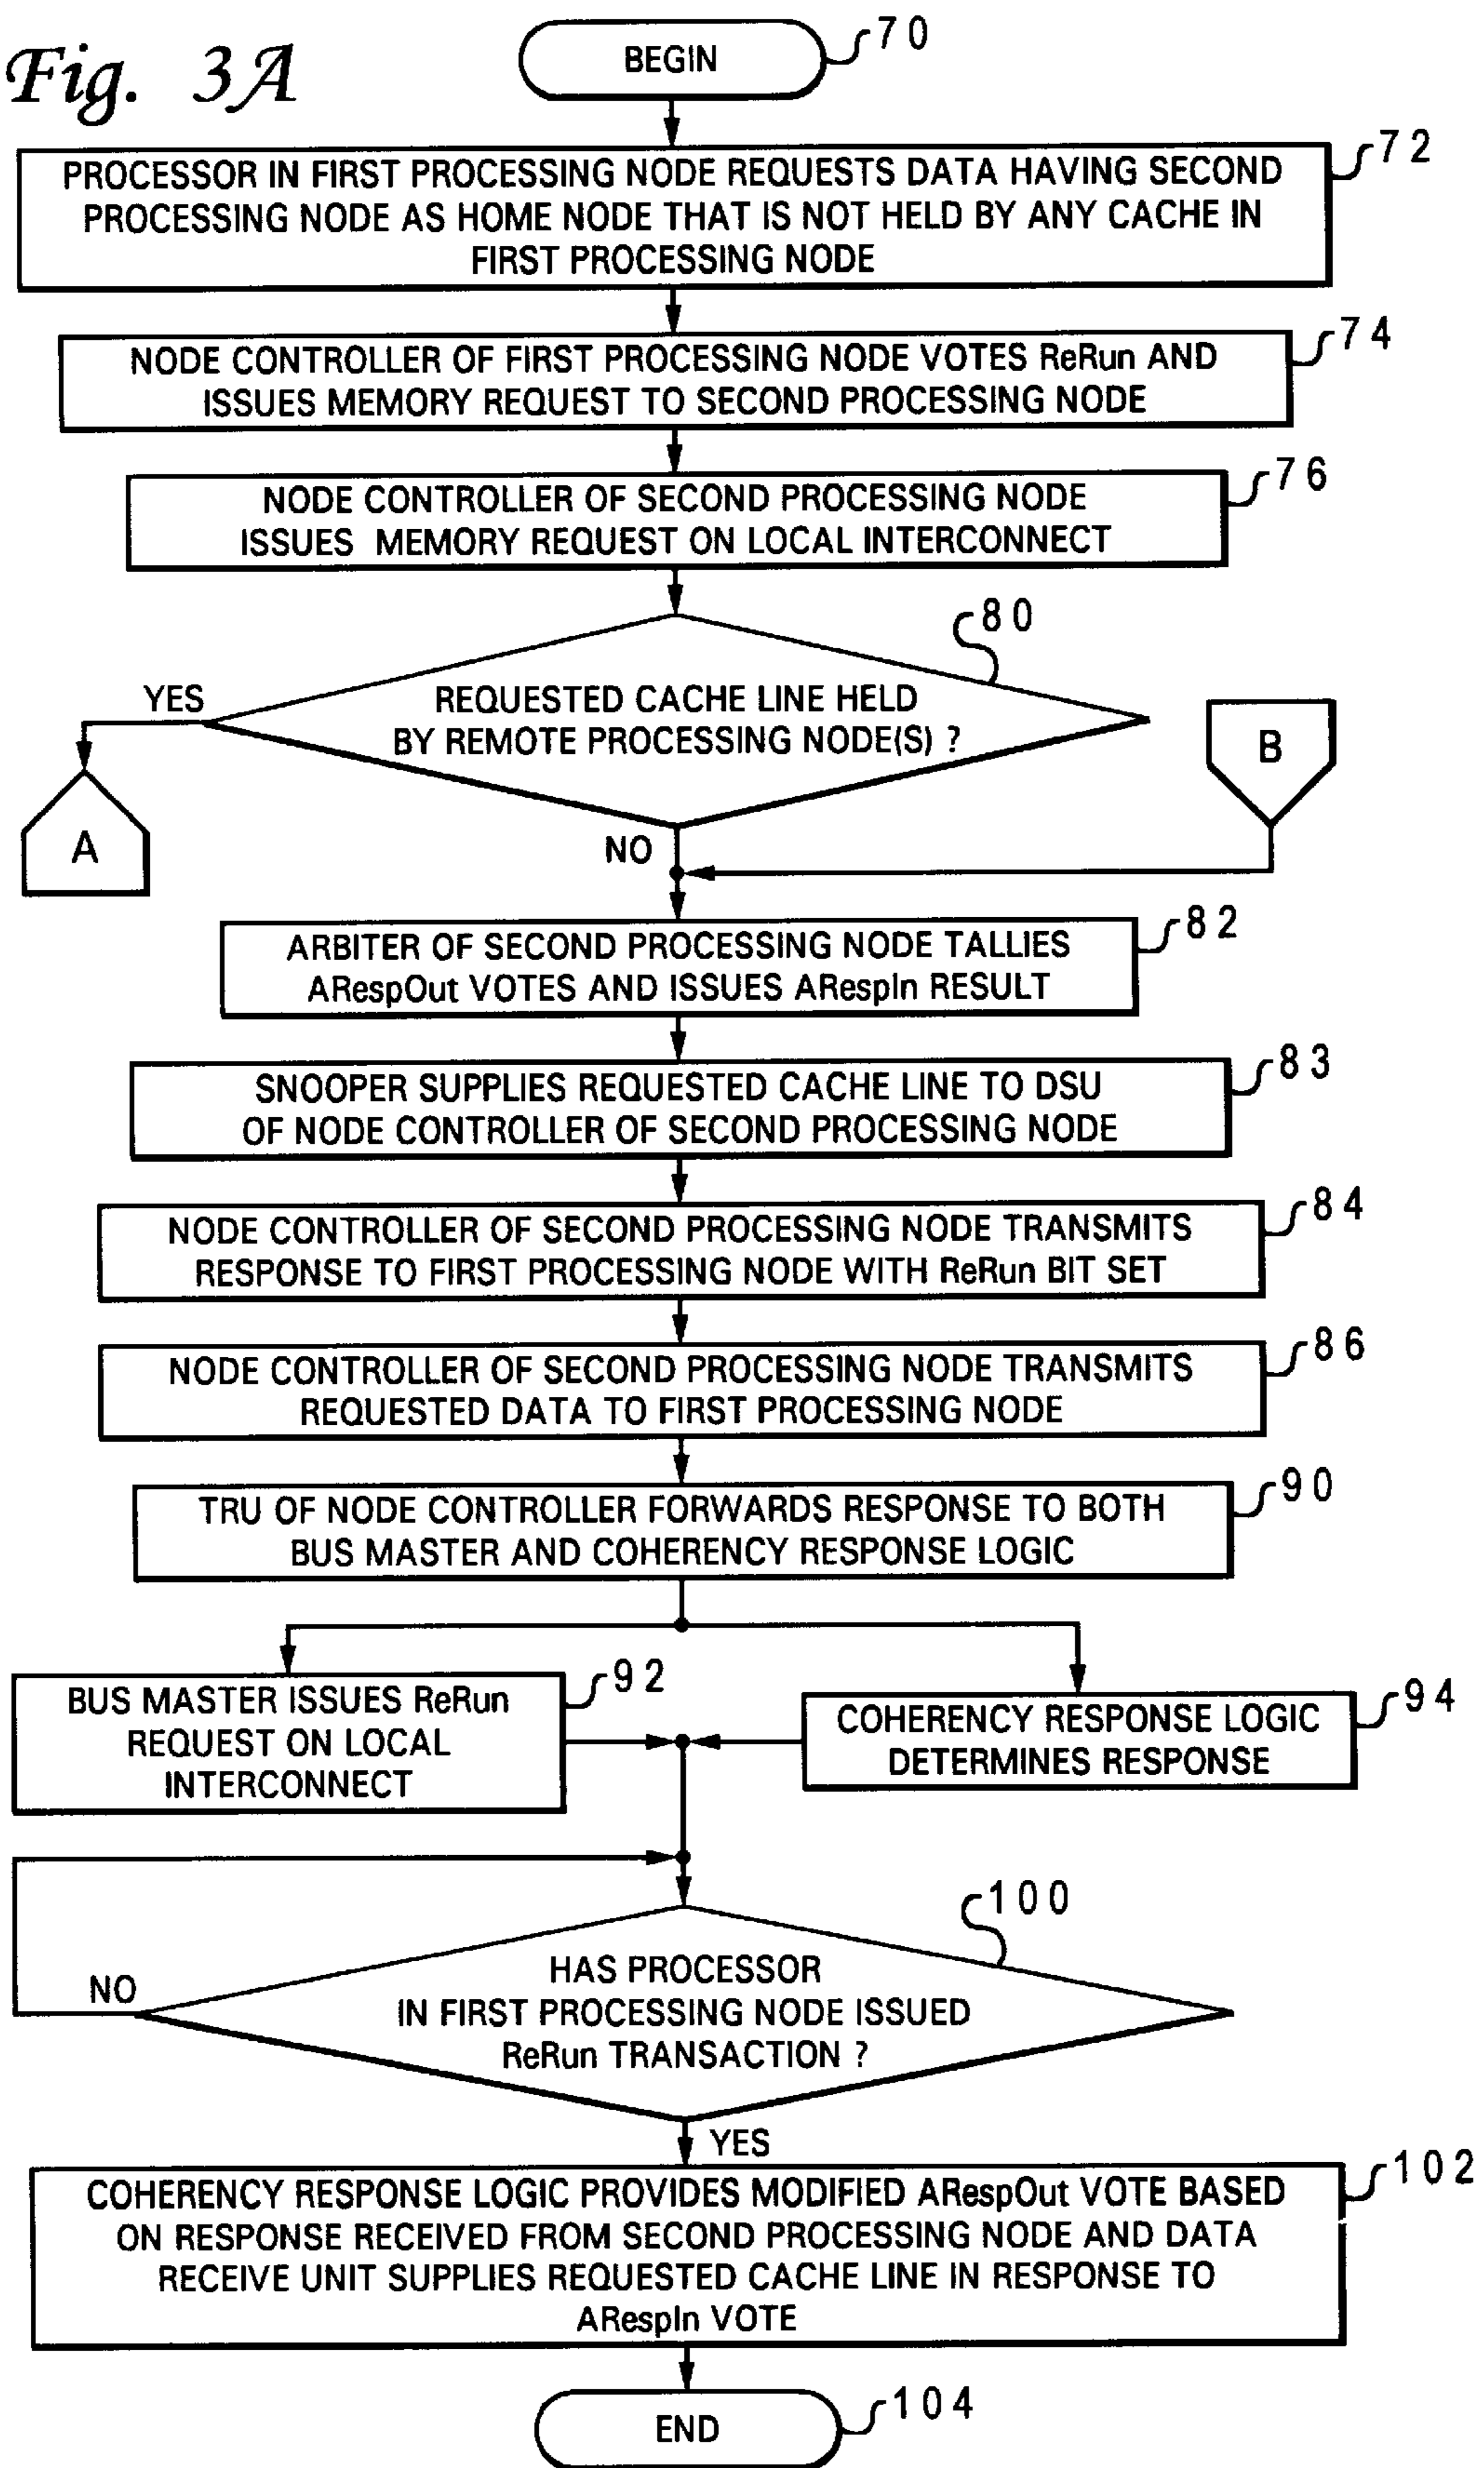 Fig. 3A
BEGIN
70
PROCESSOR IN FIRST PROCESSING NODE REQUESTS DATA HAVING SECOND
PROCESSING NODE AS HOME NODE THAT IS NOT HELD BY ANY CACHE IN
FIRST PROCESSING NODE
72
NODE CONTROLLER OF FIRST PROCESSING NODE VOTES ReRun AND
ISSUES MEMORY REQUEST TO SECOND PROCESSING NODE
74
NODE CONTROLLER OF SECOND PROCESSING NODE
ISSUES MEMORY REQUEST ON LOCAL INTERCONNECT
76
REQUESTED CACHE LINE HELD
BY REMOTE PROCESSING NODE(S) ?
80
YES
A
B
NO
ARBITER OF SECOND PROCESSING NODE TALLIES
ARespOut VOTES AND ISSUES ARespIn RESULT
82
SNOOPER SUPPLIES REQUESTED CACHE LINE TO DSU
OF NODE CONTROLLER OF SECOND PROCESSING NODE
83
NODE CONTROLLER OF SECOND PROCESSING NODE TRANSMITS
RESPONSE TO FIRST PROCESSING NODE WITH ReRun BIT SET
84
NODE CONTROLLER OF SECOND PROCESSING NODE TRANSMITS
REQUESTED DATA TO FIRST PROCESSING NODE
86
TRU OF NODE CONTROLLER FORWARDS RESPONSE TO BOTH
BUS MASTER AND COHERENCY RESPONSE LOGIC
90
BUS MASTER ISSUES ReRun
REQUEST ON LOCAL
INTERCONNECT
92
COHERENCY RESPONSE LOGIC
DETERMINES RESPONSE
94
HAS PROCESSOR
IN FIRST PROCESSING NODE ISSUED
ReRun TRANSACTION ?
100
NO
YES
COHERENCY RESPONSE LOGIC PROVIDES MODIFIED ARespOut VOTE BASED
ON RESPONSE RECEIVED FROM SECOND PROCESSING NODE AND DATA
RECEIVE UNIT SUPPLIES REQUESTED CACHE LINE IN RESPONSE TO
ARespIn VOTE
102
END
104